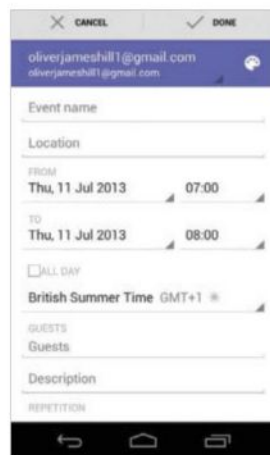 CANCEL DONE
oliverjameshill1@gmail.com
oliverjameshill1@gmail.com
Event name
Location
FROM
Thu, 11 Jul 2013 07:00
TO
Thu, 11 Jul 2013 08:00
ALL DAY
British Summer Time GMT+1
GUESTS
Guests
Description
REPETITION